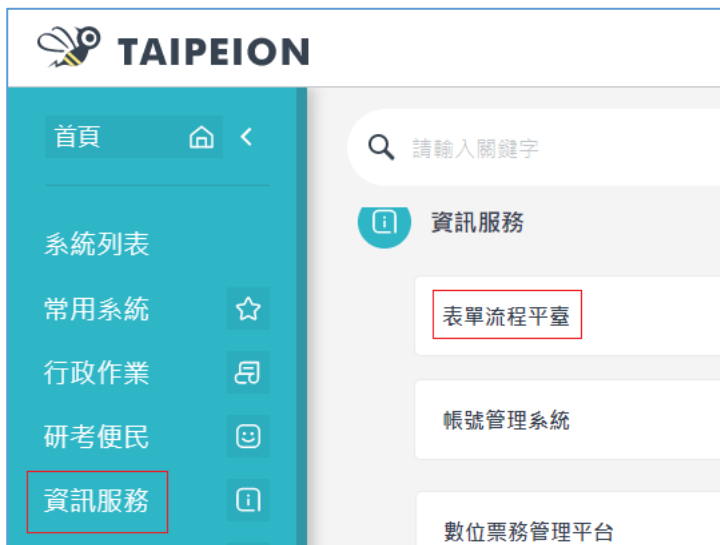 TAIPEION
首頁
請輸入關鍵字
系統列表
常用系統
行政作業
研考便民
資訊服務
資訊服務
表單流程平臺
帳號管理系統
數位票務管理平台